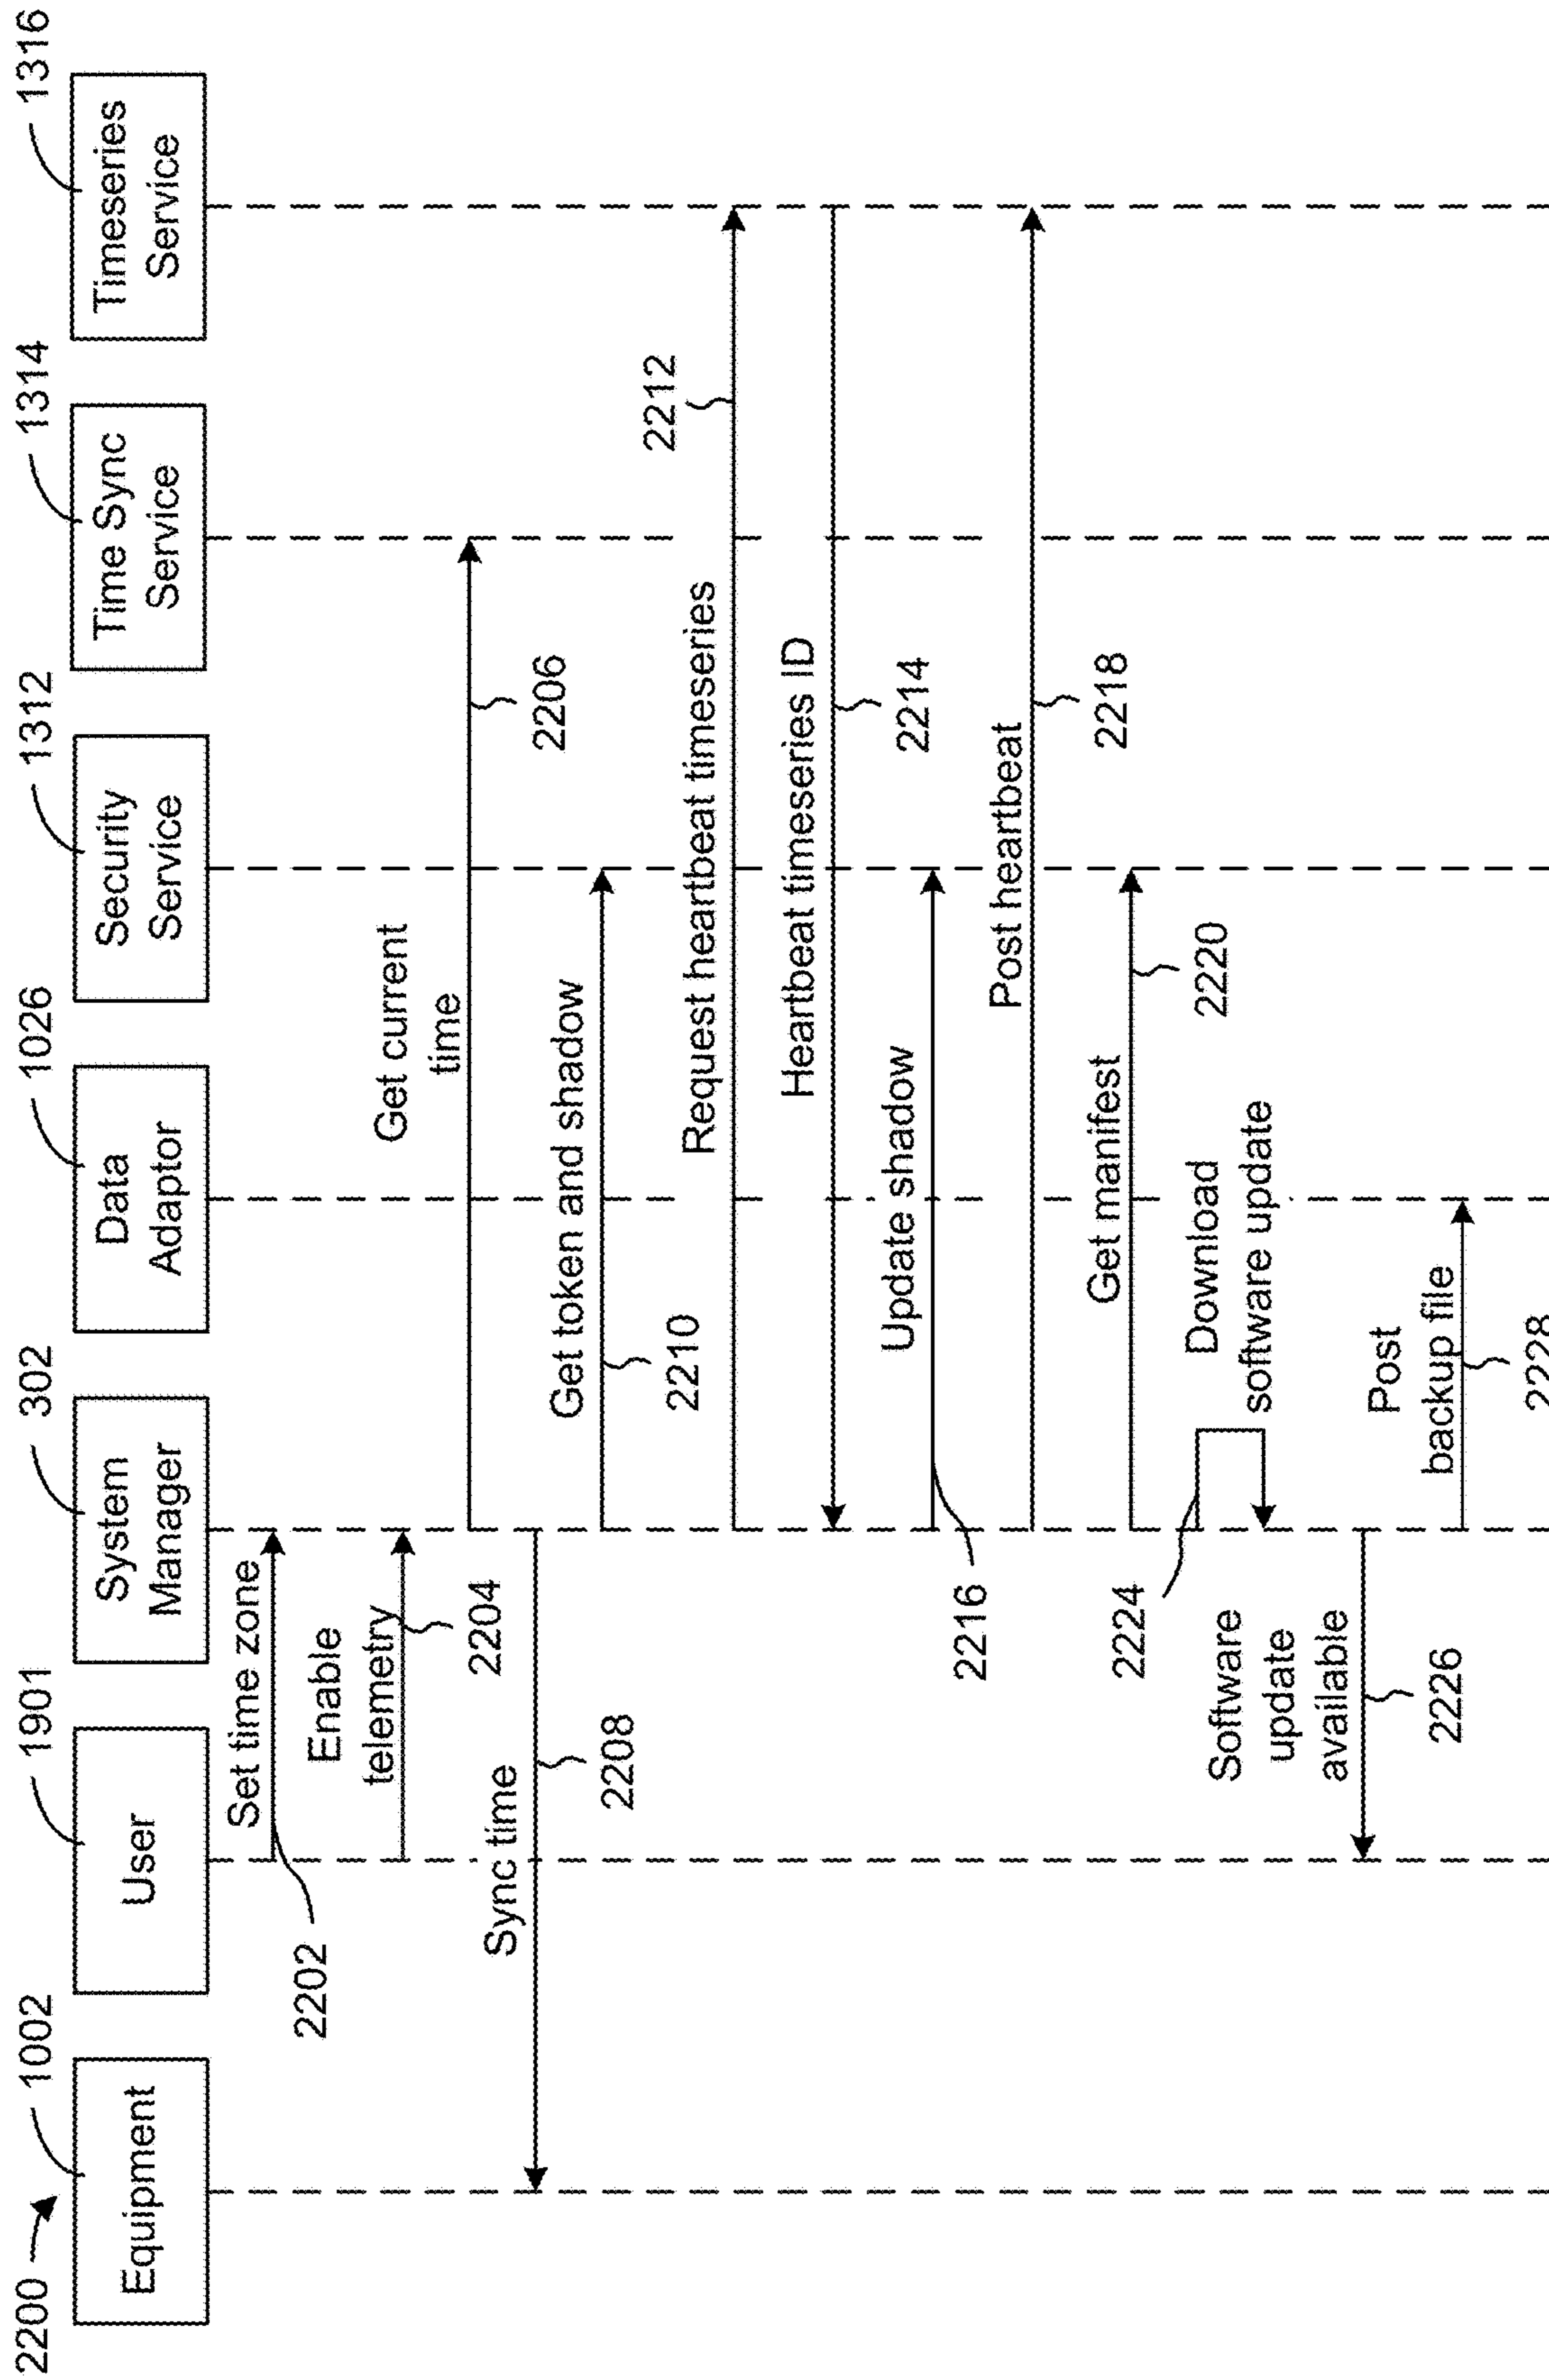 2200
1002
1901
302
1026
1312
1314
1316
Equipment
User
System
Manager
Data
Adaptor
Security
Service
Time Sync
Service
Timeseries
Service
Set time zone
2202
Enable
telemetry
2204
Get current
time
2206
Sync time
2208
Get token and shadow
2210
Request heartbeat timeseries
2212
Heartbeat timeseries ID
2214
Update shadow
2216
Post heartbeat
2218
Get manifest
2220
Download
software update
2224
Software
update
available
2226
Post
backup file
2228